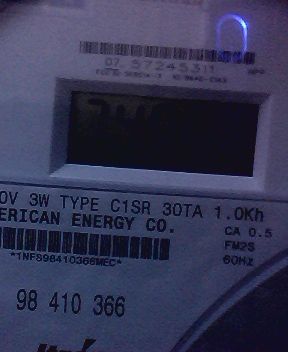 07 57245311
0V 3W TYPE C1SR 30TA 1.0Kh
ERICAN ENERGY CO.
CA 0.5
FM2S
60Hz
*1NF898410366MEC*
98 410 366